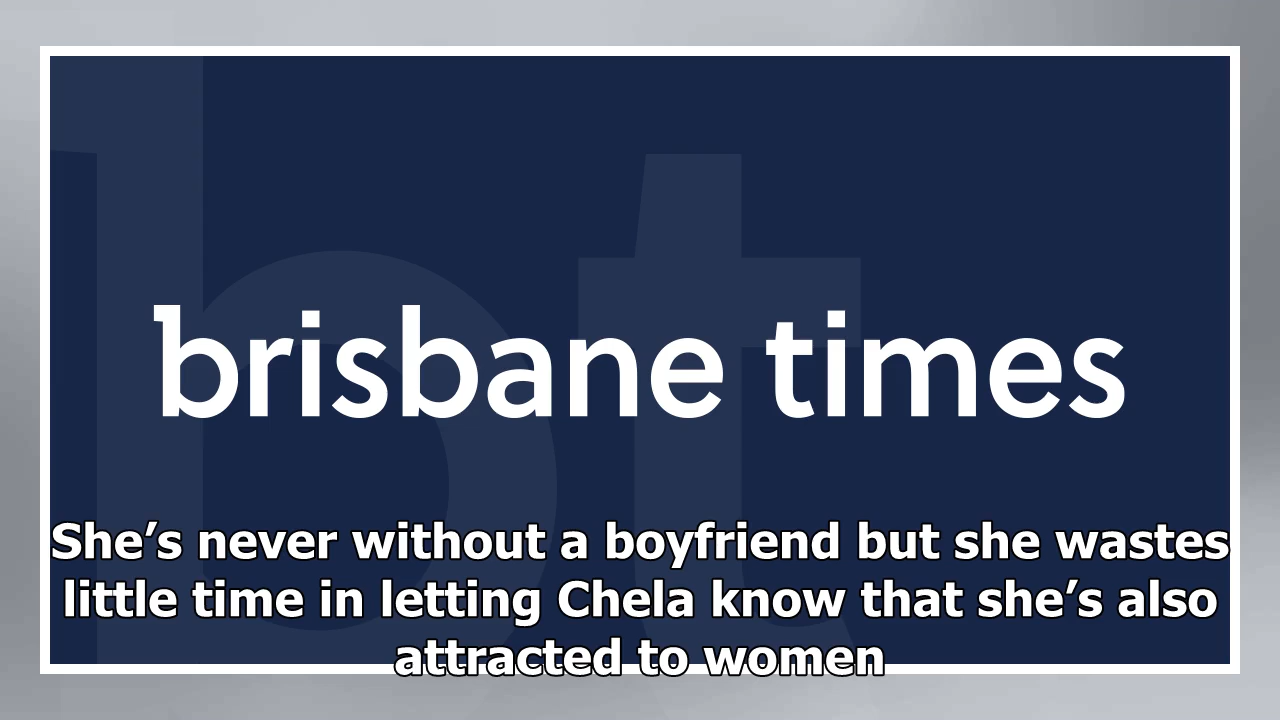 brisbane times
She’s never without a boyfriend but she wastes
little time in letting Chela know that she’s also
attracted to women